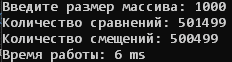 Введите размер массива: 1000
Количество сравнений: 501499
Количество смещений: 500499
Время работы: 6 ms